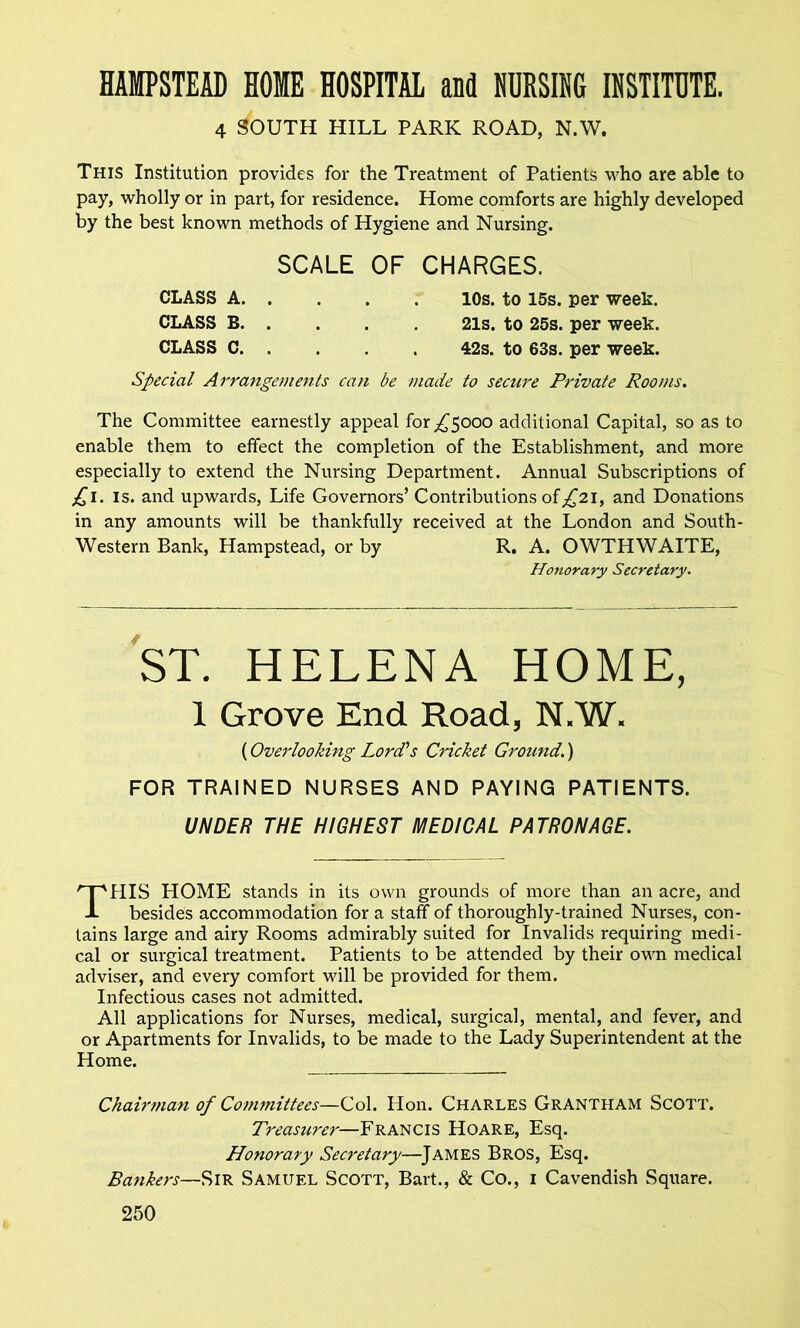 HAMPSTEAD HOME HOSPITAL and NURSING INSTITUTE.
4 SOUTH HILL PARK ROAD, N.W.
THIS Institution provides for the Treatment of Patients who are able to
pay, wholly or in part, for residence. Home comforts are highly developed
by the best known methods of Hygiene and Nursing.
SCALE OF CHARGES.
CLASS A. . . . . 10s. to 15s. per week.
CLASS B. . . . . 21s. to 25s. per week.
CLASS C. . . . . 42s. to 63s. per week.
Special Arrangements can be made to secure Private Rooms.
The Committee earnestly appeal for £5000 additional Capital, so as to
enable them to effect the completion of the Establishment, and more
especially to extend the Nursing Department. Annual Subscriptions of
£1. 1s. and upwards, Life Governors' Contributions of £21, and Donations
in any amounts will be thankfully received at the London and South-
Western Bank, Hampstead, or by R. A. OWTHWAITE,
Honorary Secretary.
ST. HELENA HOME,
1 Grove End Road, N.W.
(Overlooking Lord's Cricket Ground.)
FOR TRAINED NURSES AND PAYING PATIENTS.
UNDER THE HIGHEST MEDICAL PATRONAGE.
THIS HOME stands in its own grounds of more than an acre, and
besides accommodation for a staff of thoroughly-trained Nurses, con-
tains large and airy Rooms admirably suited for Invalids requiring medi-
cal or surgical treatment. Patients to be attended by their own medical
adviser, and every comfort will be provided for them.
Infectious cases not admitted.
All applications for Nurses, medical, surgical, mental, and fever, and
or Apartments for Invalids, to be made to the Lady Superintendent at the
Home.
Chairman of Committees—Col. Hon. CHARLES GRANTHAM SCOTT.
Treasurer—FRANCIS HOARE, Esq.
Honorary Secretary—JAMES BROS, Esq.
Bankers—SIR SAMUEL SCOTT, Bart., & Co., 1 Cavendish Square.
250